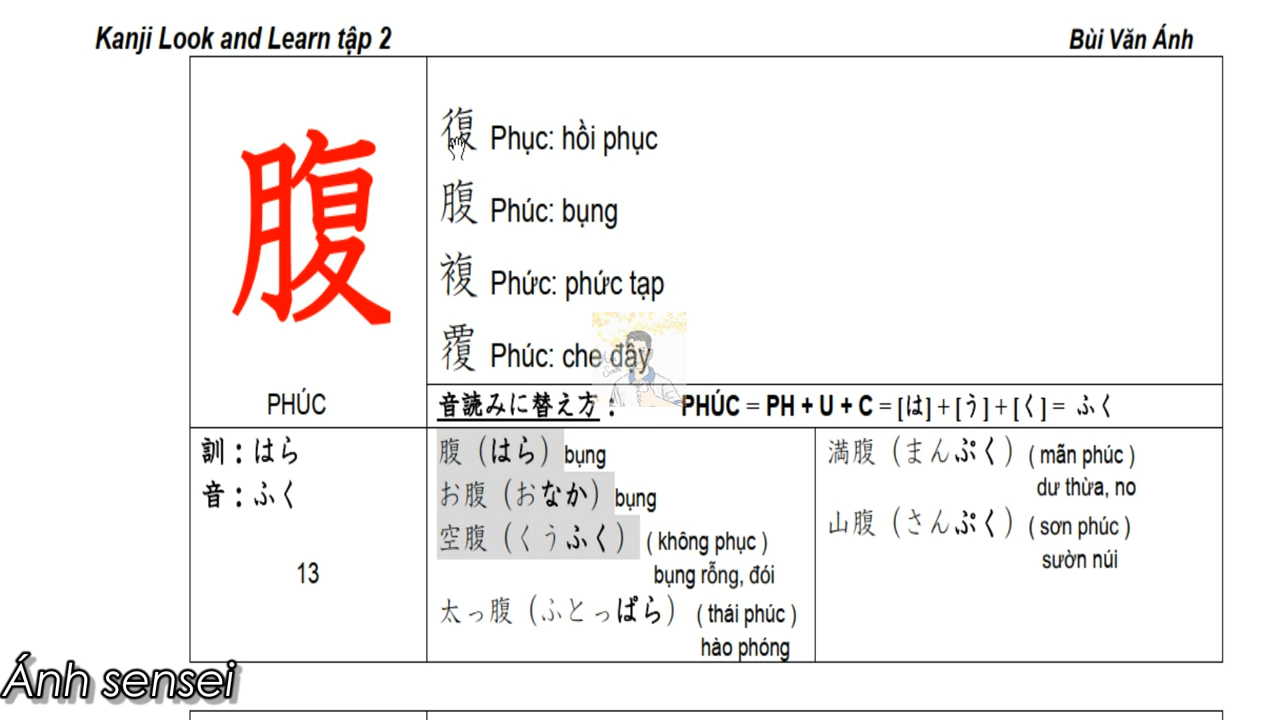 Kanji Look and Learn tập 2
Bùi Văn Ánh
腹
PHÚC
復 Phục: hồi phục
腹 Phúc: bụng
複 Phức: phức tạp
覆 Phúc: che đậy
音読みに替え方： PHÚC = PH + U + C = [は] + [う] + [く] = ふく
訓：はら
音：ふく
13
腹（はら）bụng
お腹（おなか）bụng
空腹（くうふく）( không phục )
bụng rỗng, đói
太っ腹（ふとっぱら）( thái phúc )
hào phóng
満腹（まんぷく）( mãn phúc )
dư thừa, no
山腹（さんぷく）( sơn phúc )
sườn núi
Ánh sensei